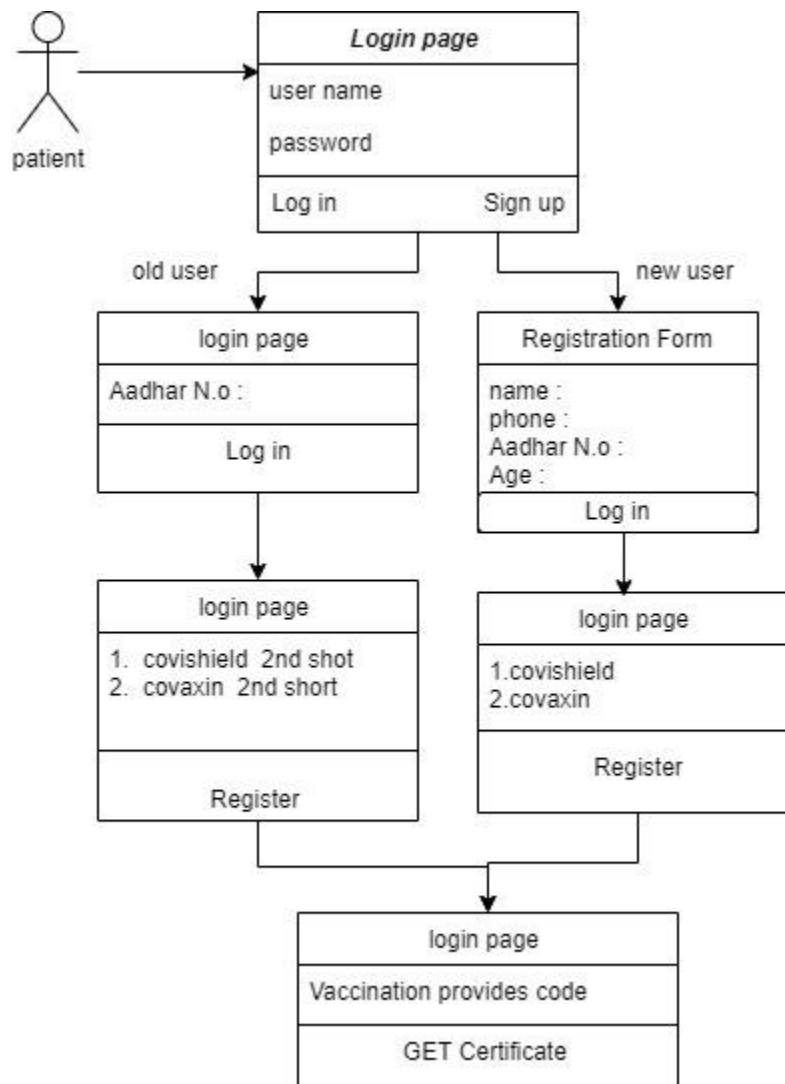 Login page
patient
user name
password
Log in Sign up
old user
new user
login page
Aadhar N.o :
Log in
Registration Form
name :
phone :
Aadhar N.o :
Age :
Log in
login page
1. covishield 2nd shot
2. covaxin 2nd short
Register
login page
1.covishield
2.covaxin
Register
login page
Vaccination provides code
GET Certificate